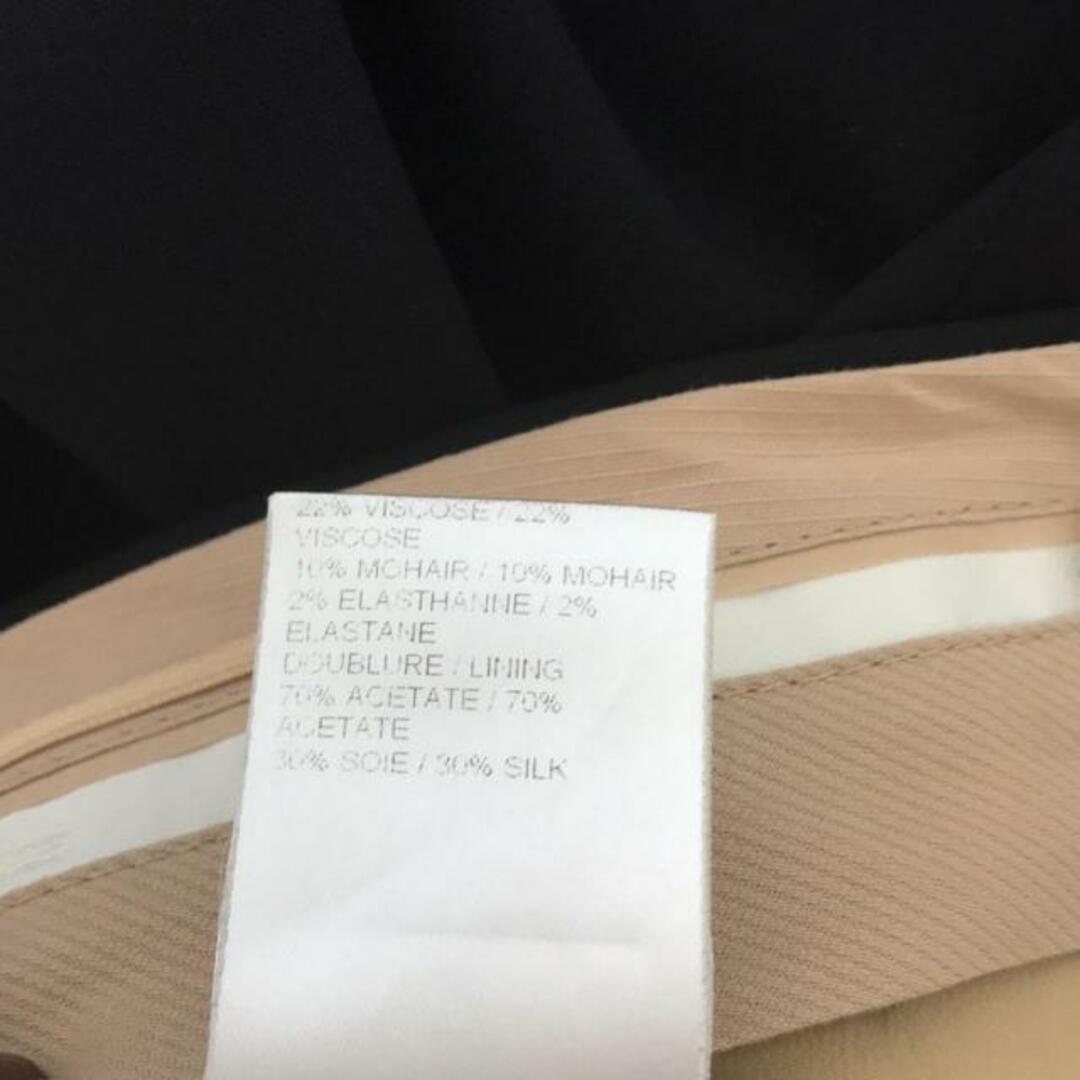 22% VISCOSE / 22%
VISCOSE
10% MOHAIR / 10% MOHAIR
2% ELASTHANNE / 2%
ELASTANE
DOUBLURE / LINING
70% ACETATE / 70%
ACETATE
30% SOIE / 30% SILK